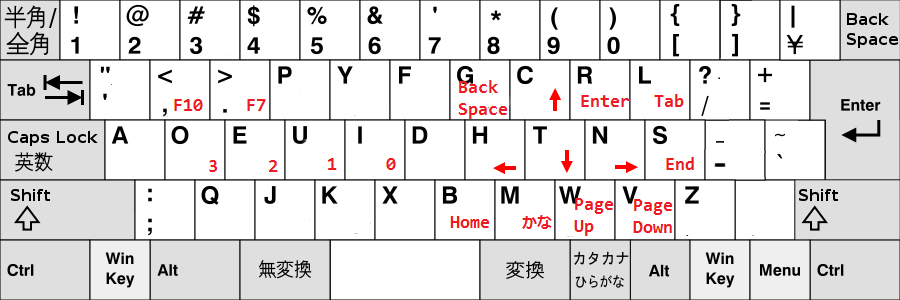 半角/ ! @ # $ % & ' * ( ) { } | Back
全角 1 2 3 4 5 6 7 8 9 0 [ ] ¥ Space
Tab " < > P Y F G C R L ? + Enter
' , F10 . F7 Back Space Enter Tab / =
Caps Lock A O E U I D H T N S _ ~
英数 3 2 1 0 End - `
Shift : Q J K X B M W V Z Shift
; Home かな Page Up Page Down
Ctrl Win Key Alt 無変換 変換 カタカナ ひらがな Alt Win Key Menu Ctrl